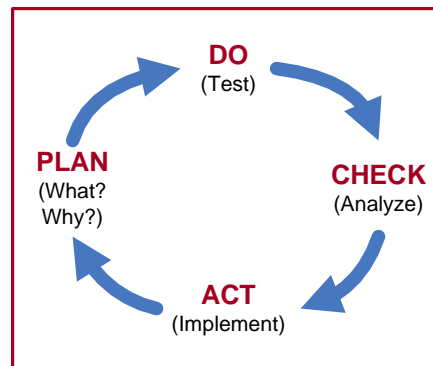 DO
(Test)
PLAN
(What?
Why?)
CHECK
(Analyze)
ACT
(Implement)